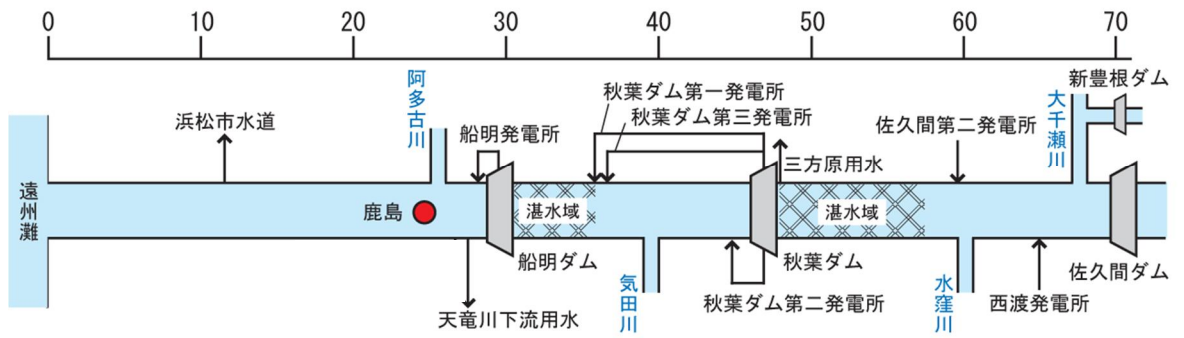 0 10 20 30 40 50 60 70
新豊根ダム
秋葉ダム第一発電所
阿多古川
大千瀬川
秋葉ダム第三発電所
浜松市水道
船明発電所
佐久間第二発電所
三方原用水
遠州灘
鹿島
湛水域
湛水域
船明ダム
秋葉ダム
佐久間ダム
気田川
水窪川
秋葉ダム第二発電所
西渡発電所
天竜川下流用水